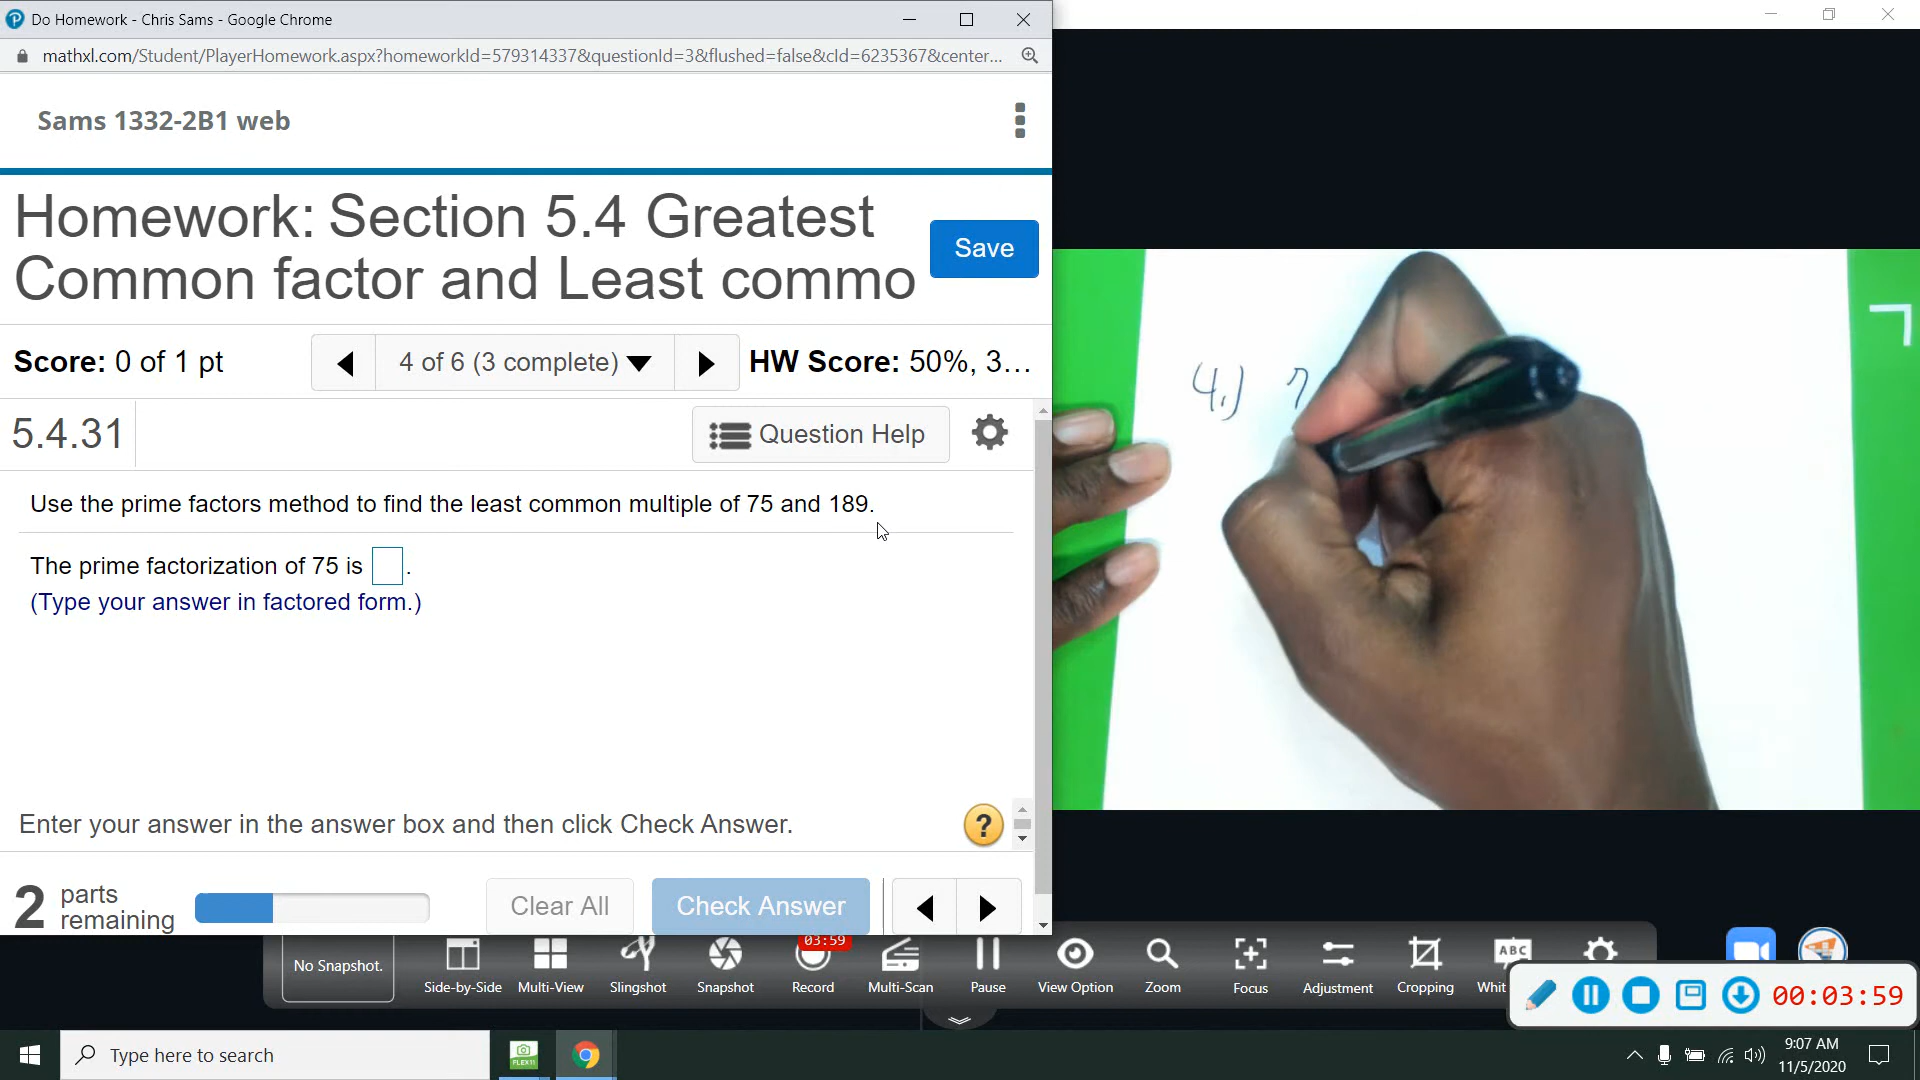 Do Homework - Chris Sams - Google Chrome
mathxl.com/Student/PlayerHomework.aspx?homeworkId=579314337&questionId=3&flushed=false&cId=6235367&center...
Sams 1332-2B1 web
Homework: Section 5.4 Greatest
Common factor and Least commo
Save
Score: 0 of 1 pt
4 of 6 (3 complete)
HW Score: 50%, 3...
5.4.31
Question Help
Use the prime factors method to find the least common multiple of 75 and 189.
The prime factorization of 75 is .
(Type your answer in factored form.)
Enter your answer in the answer box and then click Check Answer.
?
2 parts
remaining
Clear All
Check Answer
4.) 7
No Snapshot.
Side-by-Side
Multi-View
Slingshot
Snapshot
03:59
Record
Multi-Scan
Pause
View Option
Zoom
Focus
Adjustment
Cropping
ABC
Whit
00:03:59
Type here to search
FLEX11
9:07 AM
11/5/2020